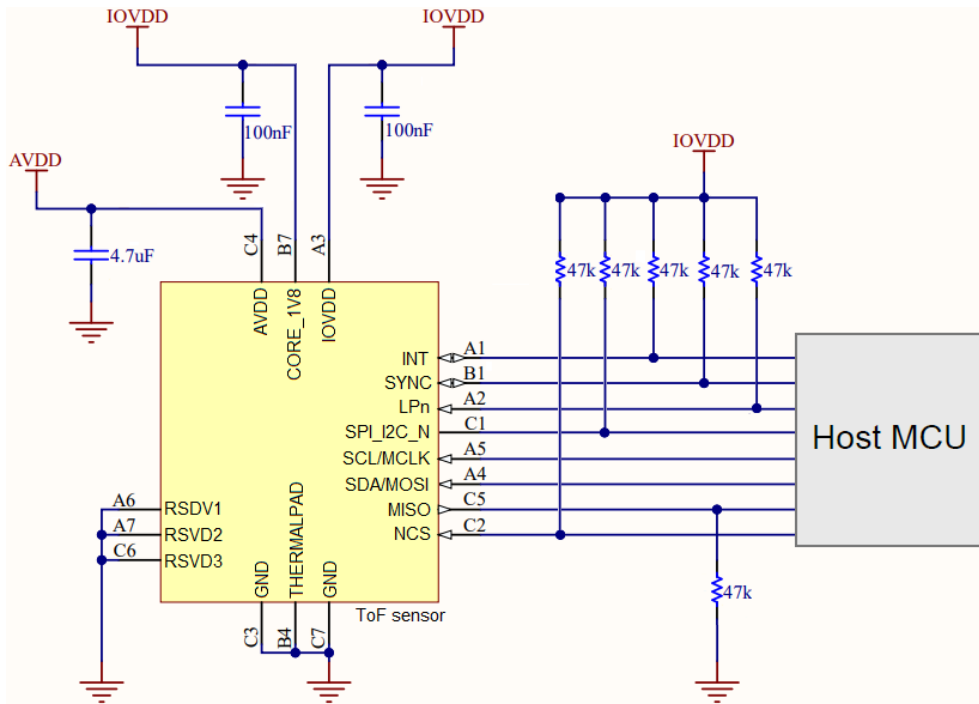 IOVDD
IOVDD
100nF
100nF
IOVDD
AVDD
4.7uF
47k
47k
47k
47k
47k
C4
B7
A3
AVDD
CORE_1V8
IOVDD
INT
A1
SYNC
B1
LPn
A2
SPI_I2C_N
C1
SCL/MCLK
A5
SDA/MOSI
A4
MISO
C5
NCS
C2
Host MCU
A6
RSDV1
A7
RSVD2
C6
RSVD3
GND
THERMALPAD
GND
C3
B4
C7
ToF sensor
47k